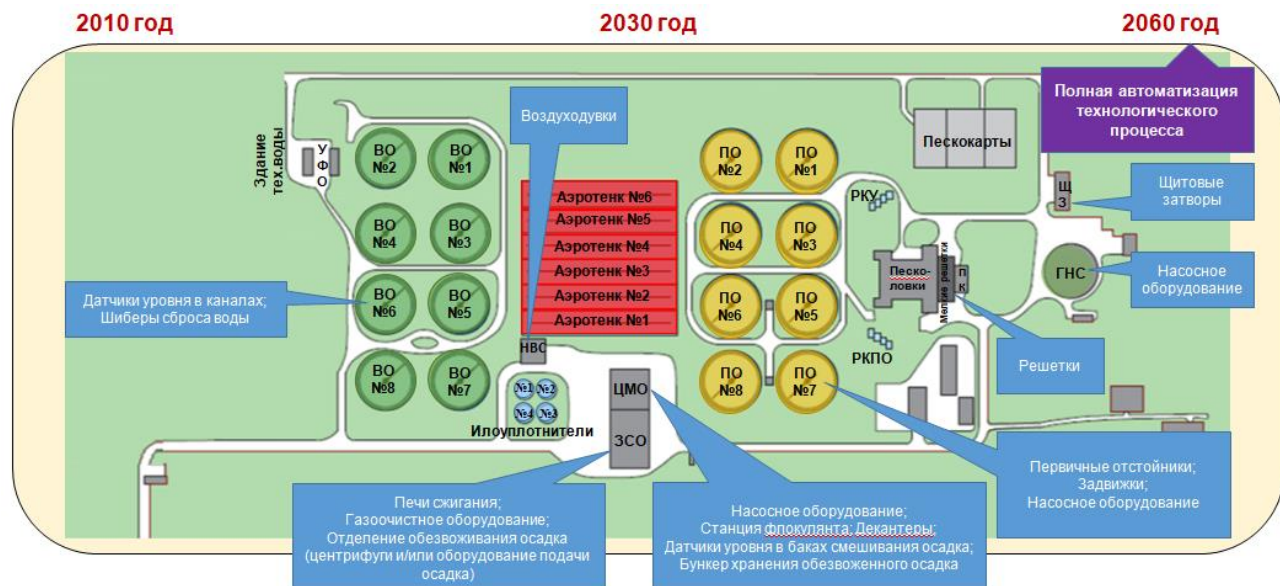 2010 год
2030 год
2060 год
Полная автоматизация
технологического
процесса
Воздуходувки
Здание
тех.воды
УФО
ВО
№2
ВО
№1
ВО
№4
ВО
№3
ВО
№6
ВО
№5
ВО
№8
ВО
№7
Аэротенк №6
Аэротенк №5
Аэротенк №4
Аэротенк №3
Аэротенк №2
Аэротенк №1
ПО
№2
ПО
№1
ПО
№4
ПО
№3
ПО
№6
ПО
№5
ПО
№8
ПО
№7
Пескокарты
РКУ
РКПО
Песко-
ловки
Мелкие решетки
ПК
ЩЗ
ГНС
Щитовые
затворы
Насосное
оборудование
Решетки
Датчики уровня в каналах;
Шиберы сброса воды
НВС
№1
№2
№4
№3
Илоуплотнители
ЦМО
ЗСО
Первичные отстойники;
Задвижки;
Насосное оборудование
Печи сжигания;
Газоочистное оборудование;
Отделение обезвоживания осадка
(центрифуги и/или оборудование подачи
осадка)
Насосное оборудование;
Станция флокулянта; Декантеры;
Датчики уровня в баках смешивания осадка;
Бункер хранения обезвоженного осадка